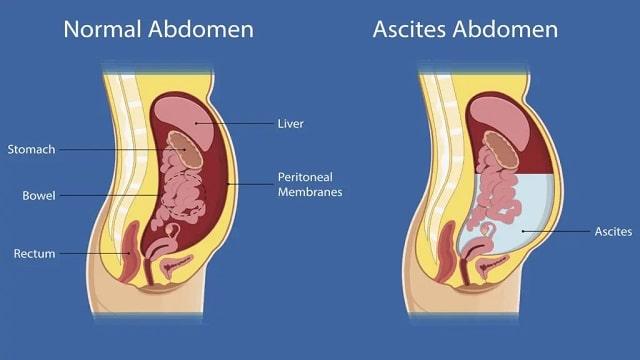 Normal Abdomen
Ascites Abdomen
Liver
Stomach
Peritoneal
Membranes
Bowel
Rectum
Ascites